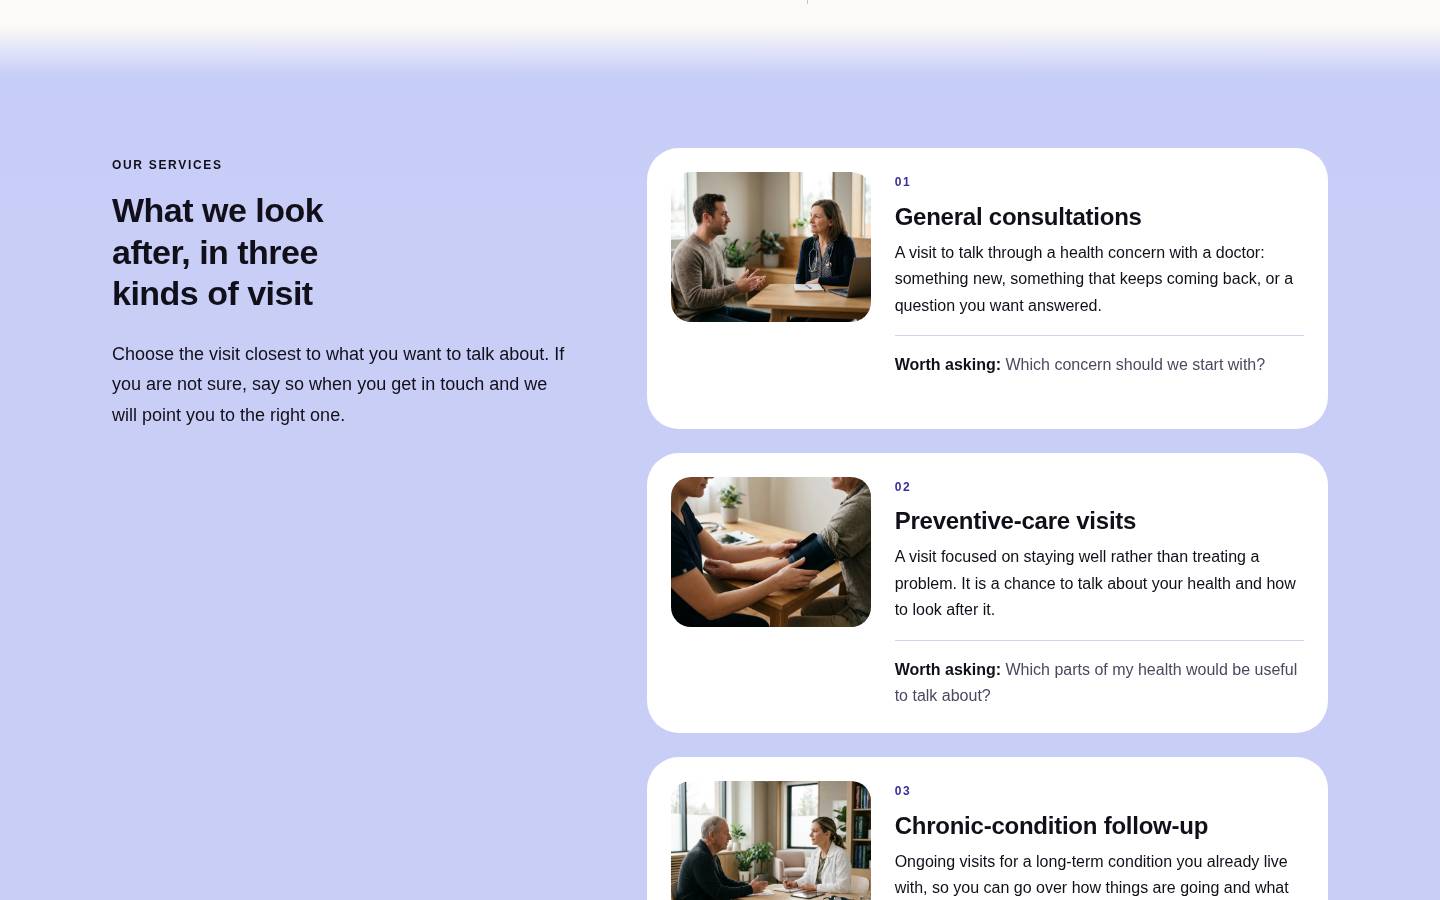 OUR SERVICES
What we look
after, in three
kinds of visit
Choose the visit closest to what you want to talk about. If
you are not sure, say so when you get in touch and we
will point you to the right one.
01
General consultations
A visit to talk through a health concern with a doctor:
something new, something that keeps coming back, or a
question you want answered.
Worth asking: Which concern should we start with?
02
Preventive-care visits
A visit focused on staying well rather than treating a
problem. It is a chance to talk about your health and how
to look after it.
Worth asking: Which parts of my health would be useful
to talk about?
03
Chronic-condition follow-up
Ongoing visits for a long-term condition you already live
with, so you can go over how things are going and what